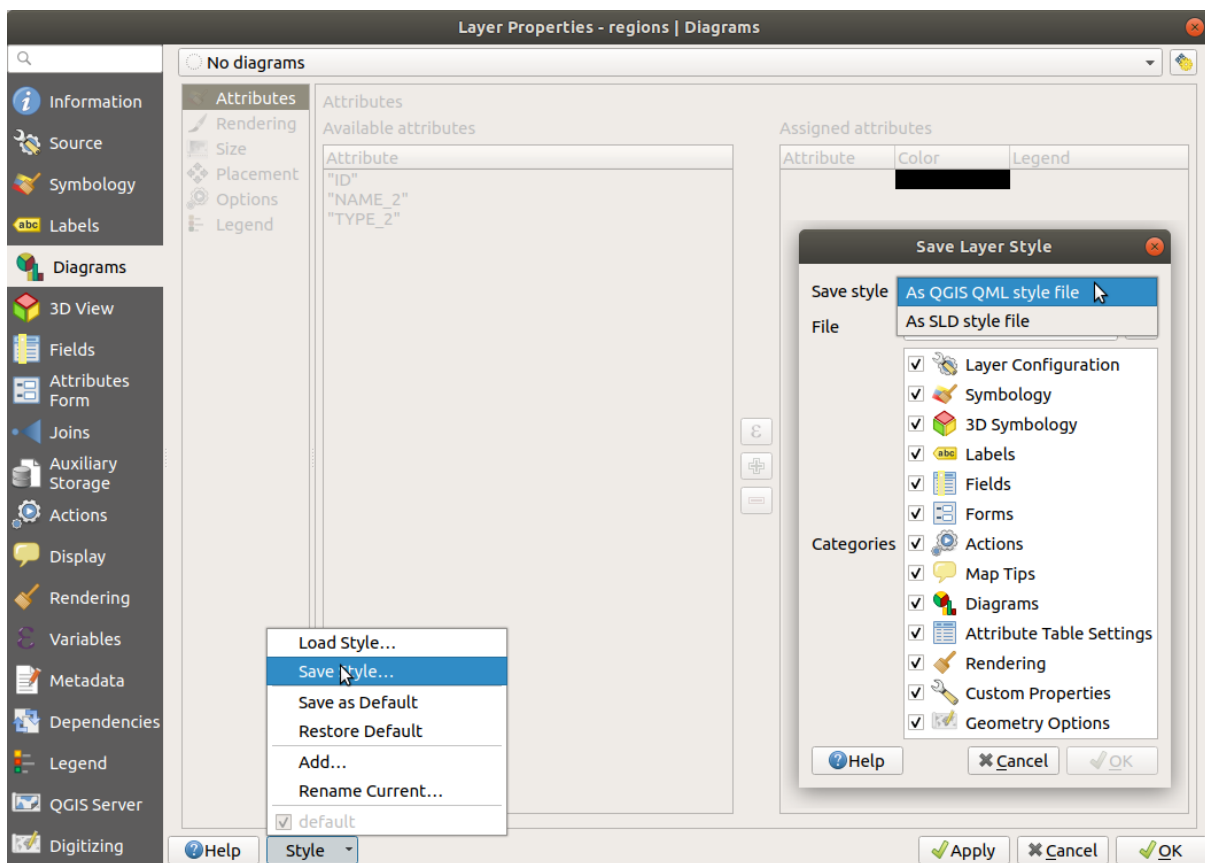 Layer Properties - regions | Diagrams
No diagrams
Information
Source
Symbology
Labels
Diagrams
3D View
Fields
Attributes
Form
Joins
Auxiliary
Storage
Actions
Display
Rendering
Variables
Metadata
Dependencies
Legend
QGIS Server
Digitizing
Attributes
Rendering
Size
Placement
Options
Legend
Attributes
Available attributes
Attribute
"ID"
"NAME_2"
"TYPE_2"
Assigned attributes
Attribute Color Legend
ε
Save Layer Style
Save style As QGIS QML style file
As SLD style file
File
Categories
Layer Configuration
Symbology
3D Symbology
abc Labels
Fields
Forms
Actions
Map Tips
Diagrams
Attribute Table Settings
Rendering
Custom Properties
Geometry Options
Help Cancel OK
Load Style...
Save Style...
Save as Default
Restore Default
Add...
Rename Current...
default
Help Style Apply Cancel OK